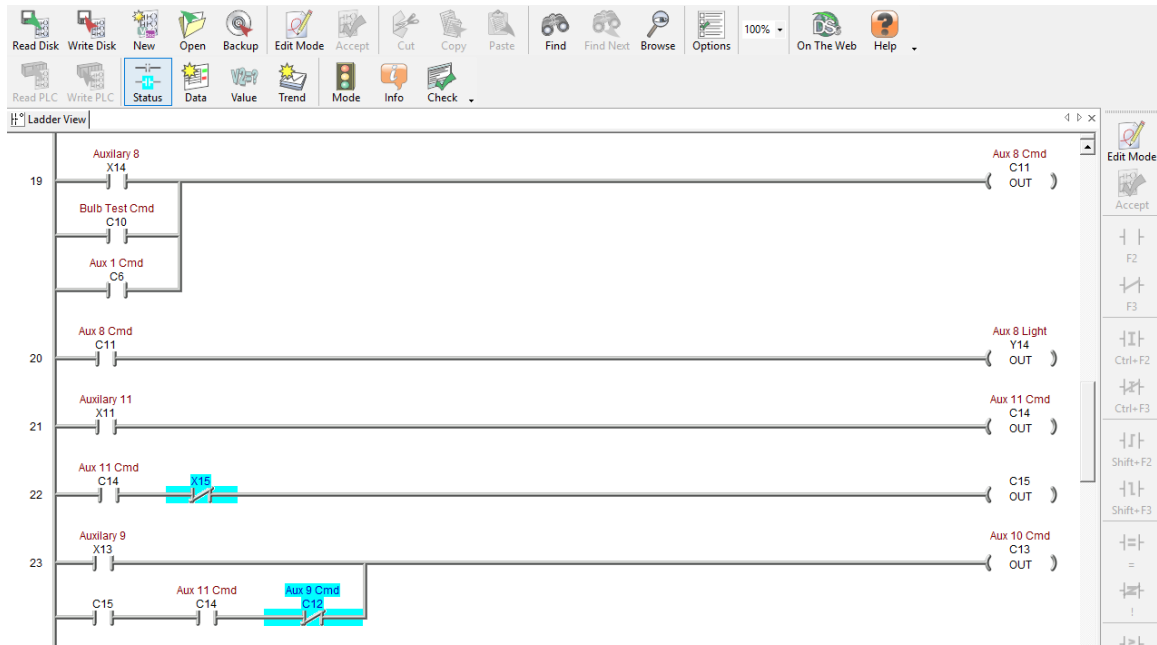 Read Disk Write Disk New Open Backup Edit Mode Accept Cut Copy Paste Find Find Next Browse Options 100% On The Web Help
DS
V2=?
Read PLC Write PLC Status Data Value Trend Mode Info Check
Ladder View
Edit Mode
Accept
F2
F3
Ctrl+F2
Ctrl+F3
Shift+F2
Shift+F3
=
!
Auxilary 8 Aux 8 Cmd
X14 C11
19 OUT
Bulb Test Cmd
C10
Aux 1 Cmd
C6
Aux 8 Cmd Aux 8 Light
C11 Y14
20 OUT
Auxilary 11 Aux 11 Cmd
X11 C14
21 OUT
Aux 11 Cmd
C14 X15 C15
22 OUT
Auxilary 9 Aux 10 Cmd
X13 C13
23 OUT
Aux 11 Cmd Aux 9 Cmd
C15 C14 C12